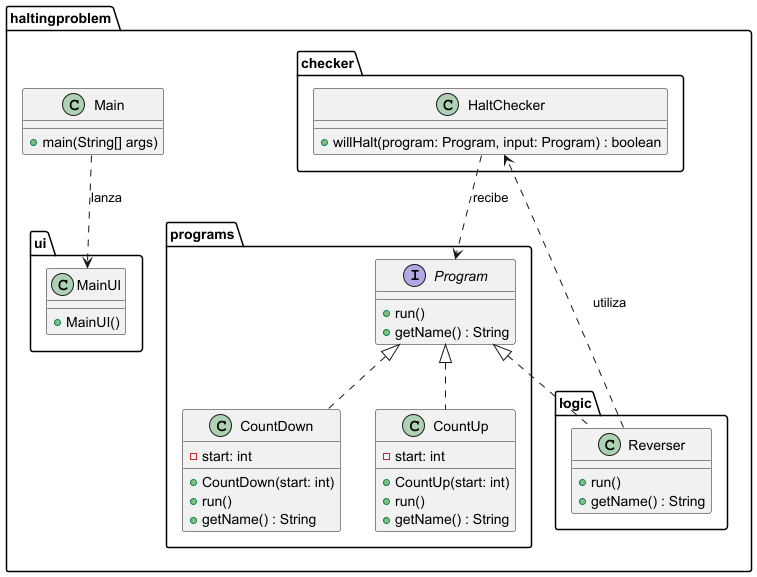 haltingproblem
checker
C HaltChecker
willHalt(program: Program, input: Program) : boolean
C Main
main(String[] args)
lanza
recibe
utiliza
ui
C MainUI
MainUI()
programs
I Program
run()
getName() : String
C CountDown
start: int
CountDown(start: int)
run()
getName() : String
C CountUp
start: int
CountUp(start: int)
run()
getName() : String
logic
C Reverser
run()
getName() : String